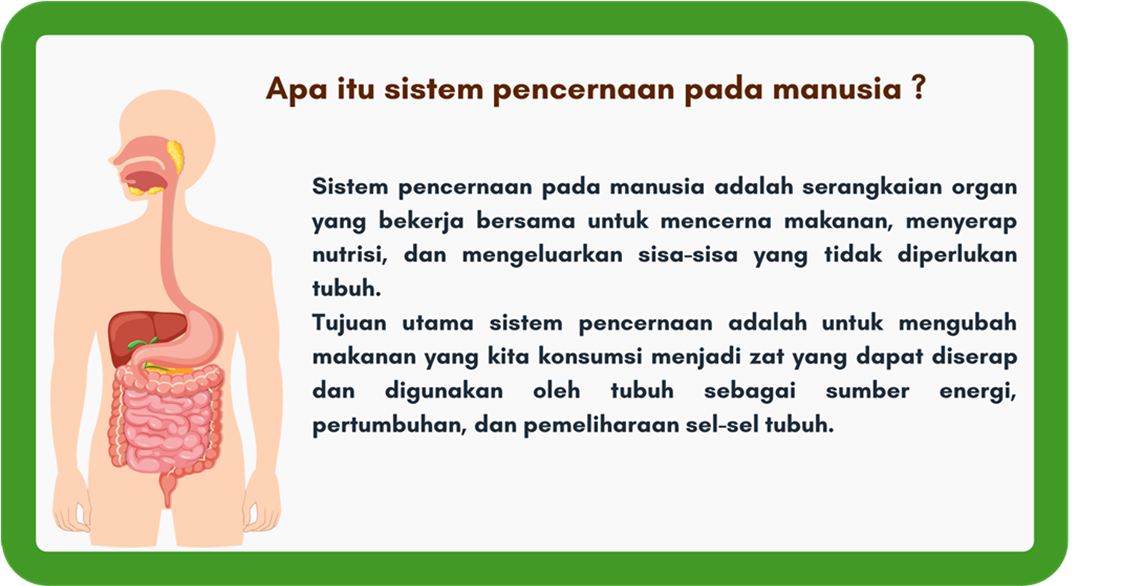 Apa itu sistem pencernaan pada manusia ?
Sistem pencernaan pada manusia adalah serangkaian organ
yang bekerja bersama untuk mencerna makanan, menyerap
nutrisi, dan mengeluarkan sisa-sisa yang tidak diperlukan
tubuh.
Tujuan utama sistem pencernaan adalah untuk mengubah
makanan yang kita konsumsi menjadi zat yang dapat diserap
dan digunakan oleh tubuh sebagai sumber energi,
pertumbuhan, dan pemeliharaan sel-sel tubuh.